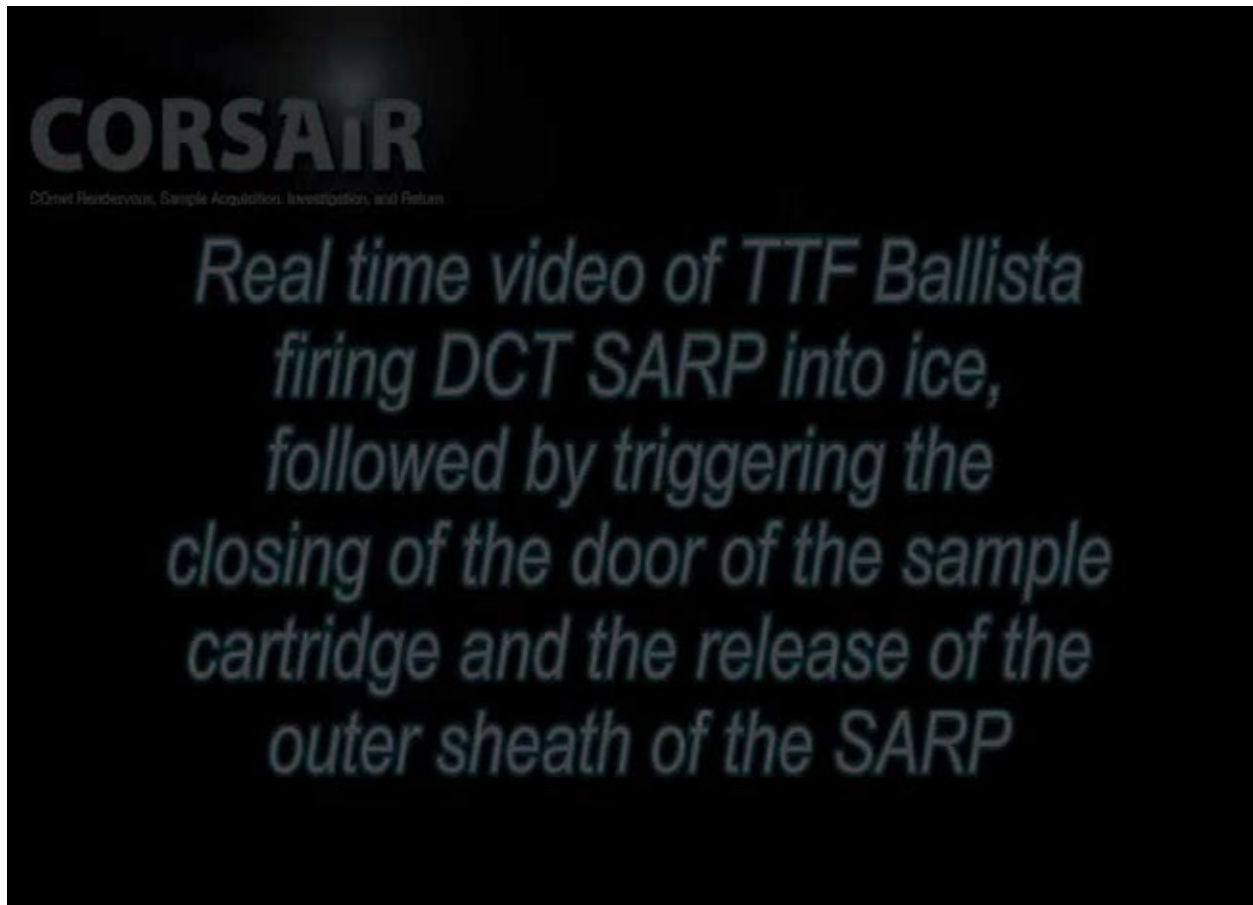 CORSAiR
COmet Rendezvous, Sample Acquisition, Investigation, and Return
Real time video of TTF Ballista
firing DCT SARP into ice,
followed by triggering the
closing of the door of the sample
cartridge and the release of the
outer sheath of the SARP